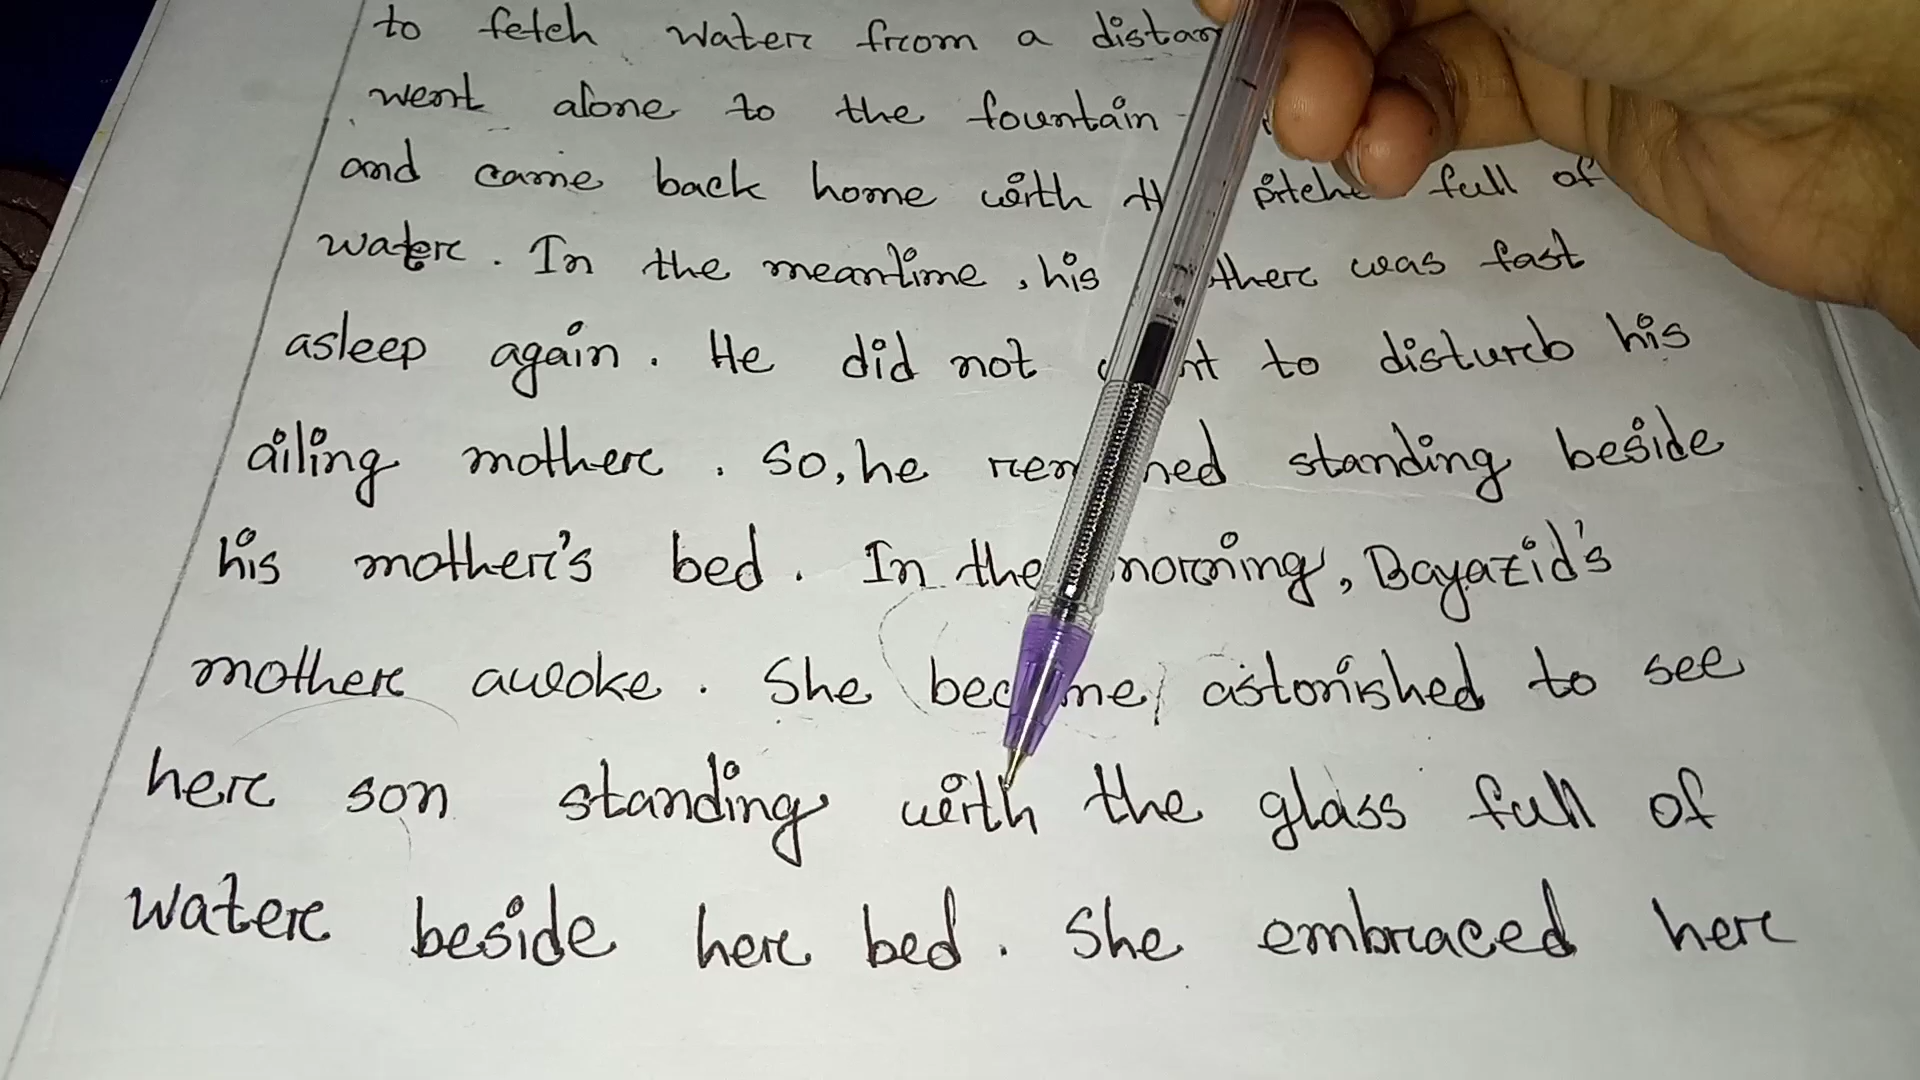 to fetch water from a
went alone to the fountain
and came back home with full of
water. In the meantime, his was fast
asleep again. He did not to disturb his
ailing mother. So, he standing beside
his mother's bed. In the morning, Bayazid's
mother awoke. She became astonished to see
her son standing with the glass full of
water beside her bed. She embraced her